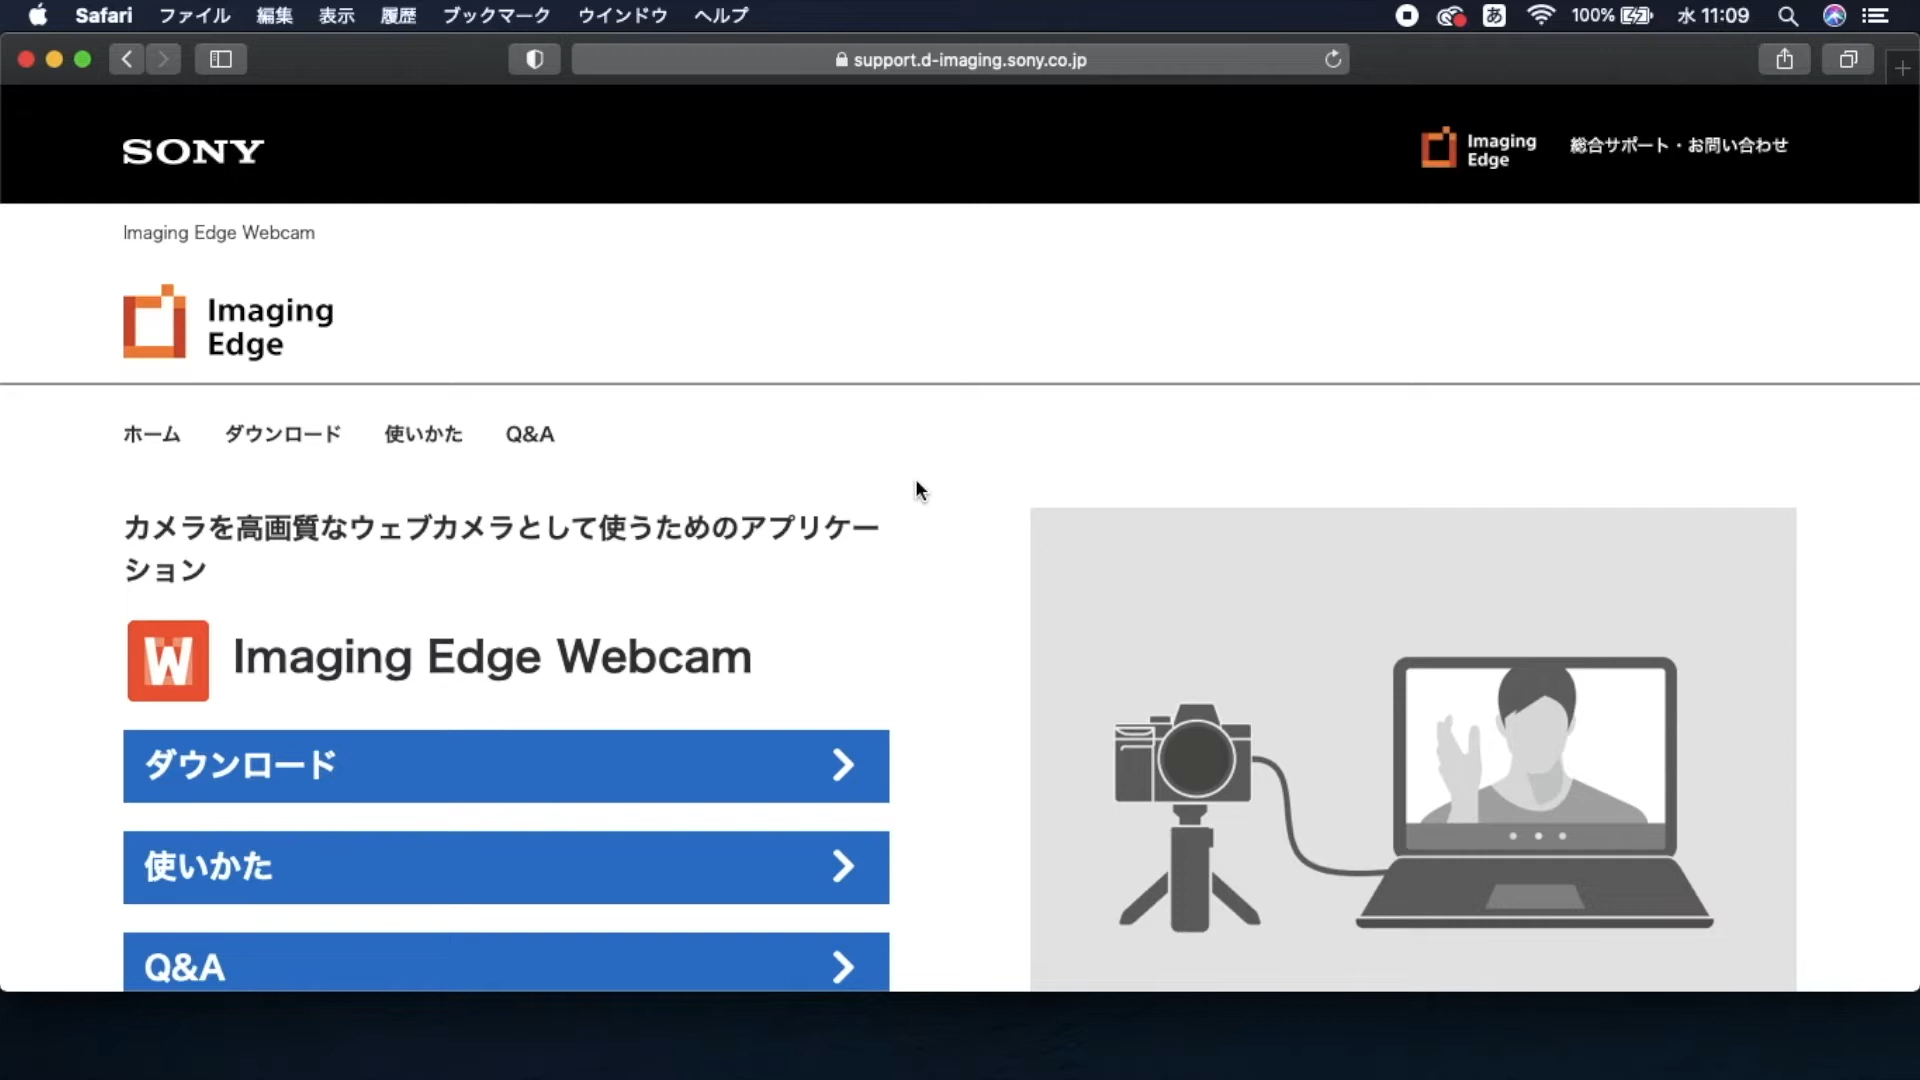 Safari ファイル 編集 表示 履歴 ブックマーク ウインドウ ヘルプ あ 100% 水 11:09
support.d-imaging.sony.co.jp
SONY
Imaging
Edge
総合サポート・お問い合わせ
Imaging Edge Webcam
Imaging
Edge
ホーム ダウンロード 使いかた Q&A
カメラを高画質なウェブカメラとして使うためのアプリケー
ション
W Imaging Edge Webcam
ダウンロード
使いかた
Q&A